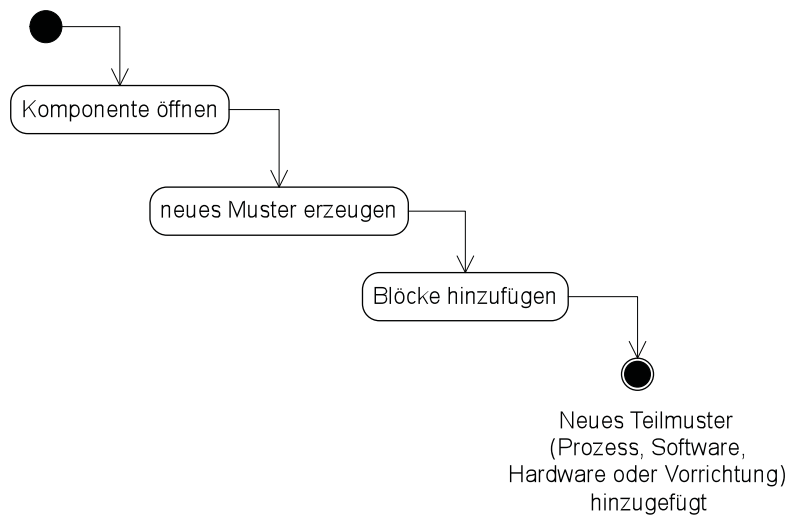 Komponente öffnen
neues Muster erzeugen
Blöcke hinzufügen
Neues Teilmuster
(Prozess, Software,
Hardware oder Vorrichtung)
hinzugefügt